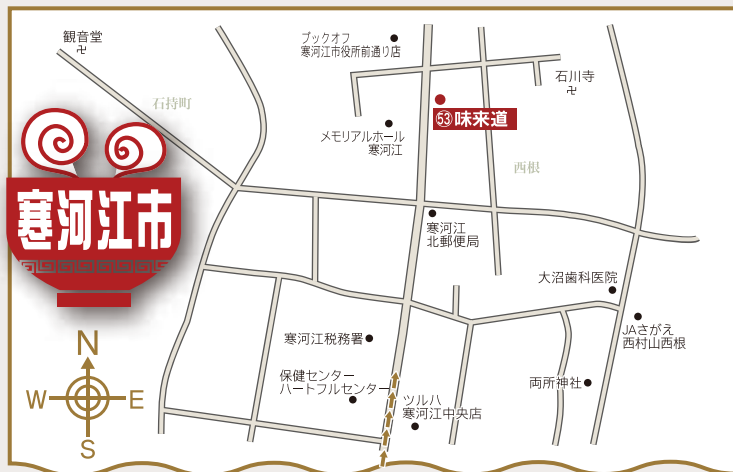 観音堂
卍
ブックオフ
寒河江市役所前通り店
石持町
石川寺
卍
㊼味来道
メモリアルホール
寒河江
西根
寒河江市
寒河江
北郵便局
大沼歯科医院
JAさがえ
西村山西根
寒河江税務署
保健センター
ハートフルセンター
両所神社
ツルハ
寒河江中央店
N
W
E
S